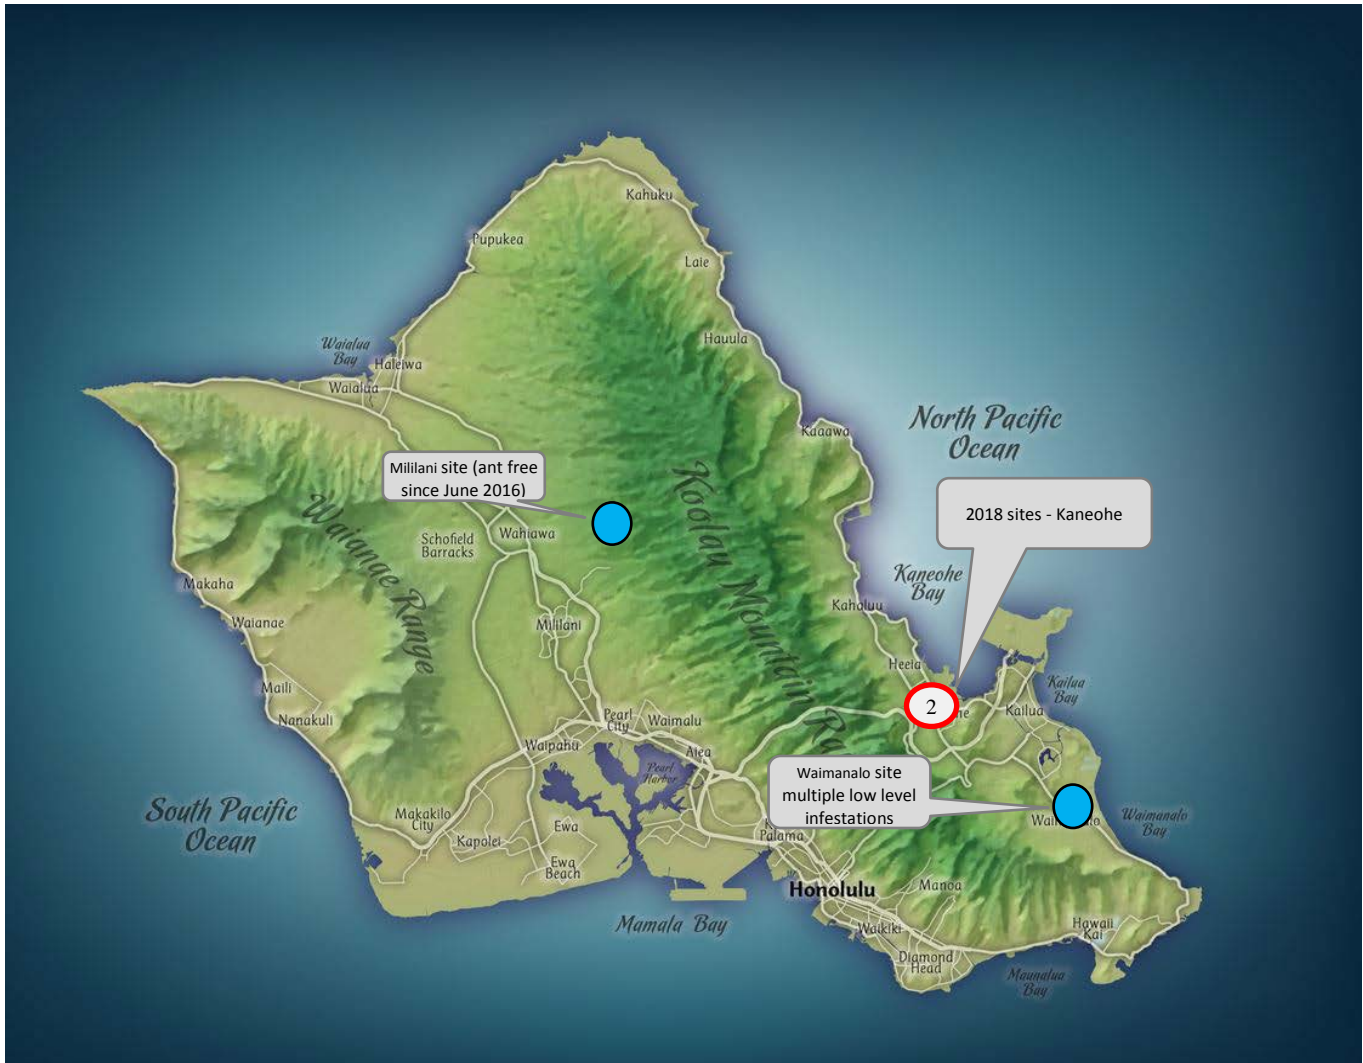 Kahuku
Pupukea
Laie
Hauula
Waialua
Bay
Haleiwa
Waialua
North Pacific
Ocean
Kaaawa
Mililani site (ant free
since June 2016)
Koolau Mountain Ra
2018 sites - Kaneohe
Waianae Range
Schofield
Barracks
Wahiawa
Kaneohe
Bay
Makaha
Kahaluu
Waianae
Mililani
Heeia
Maili
Kailua
Bay
Nanakuli
2
Kailua
Pearl
City
Waimalu
Waipahu
Aiea
Pearl
Harbor
Waimanalo site
multiple low level
infestations
South Pacific
Ocean
Makakilo
City
Kapolei
Ewa
Palama
Waimanalo
Bay
Ewa
Beach
Honolulu
Manoa
Mamala Bay
Waikiki
Hawaii
Kai
Diamond
Head
Maunalua
Bay